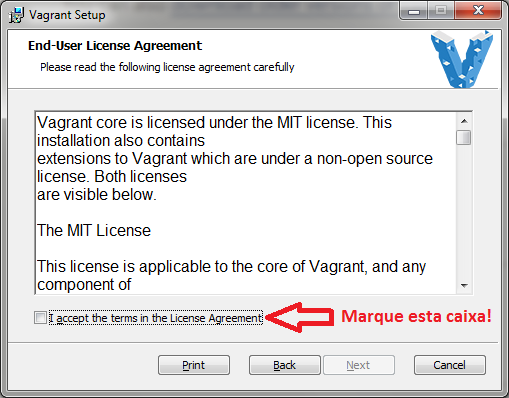 Vagrant Setup
End-User License Agreement
Please read the following license agreement carefully
Vagrant core is licensed under the MIT license. This
installation also contains
extensions to Vagrant which are under a non-open source
license. Both licenses
are visible below.
The MIT License
This license is applicable to the core of Vagrant, and any
component of
I accept the terms in the License Agreement
Marque esta caixa!
Print
Back
Next
Cancel